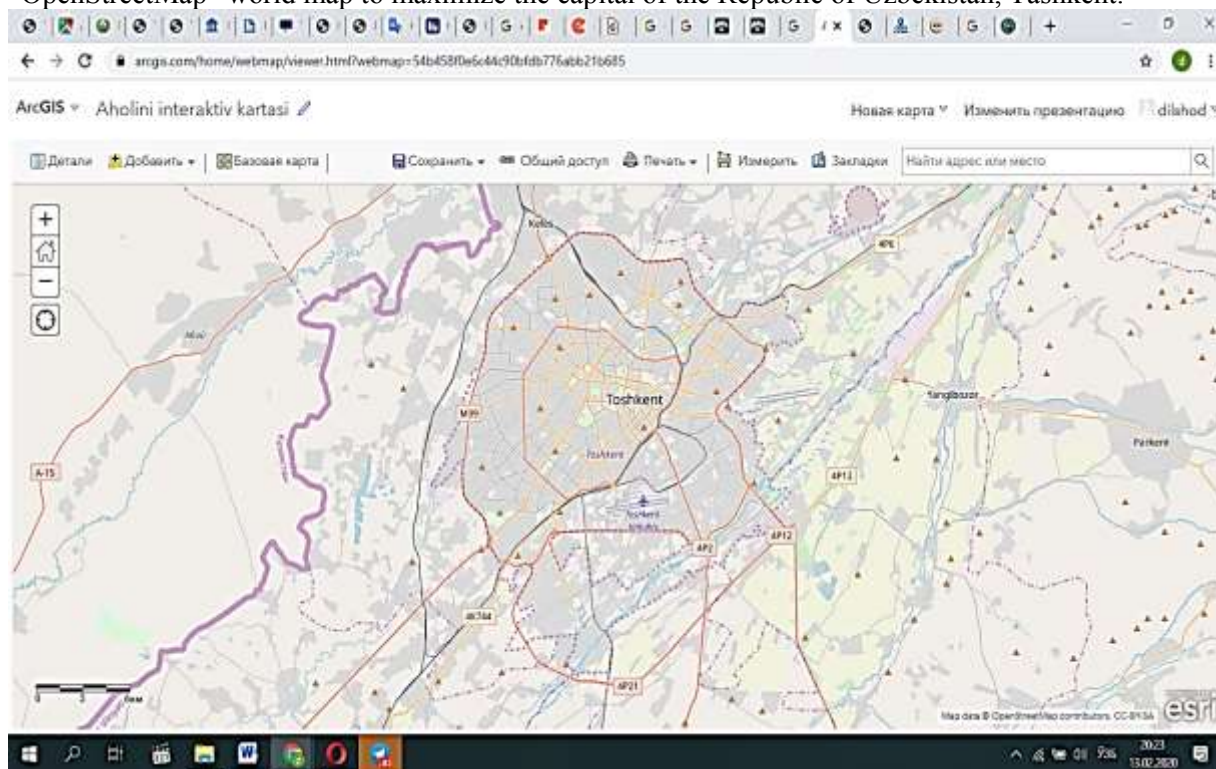 "OpenStreetMap" world map to maximize the capital of the Republic of Uzbekistan, Tashkent:
arcgis.com/home/webmap/viewer.html?webmap=54b458f0e6c44c90bfdb776abb21b685
ArcGIS Aholini interaktiv kartasi Новая карта Изменить презентацию dilshod
Детали Добавить Базовая карта Сохранить Общий доступ Печать Измерить Закладки Найти адрес или место
Keles
4P6
Toshkent
M39
Yangibozor
Parkent
A-15
Toshkent
4P12
4P2
4P12
4K744
4P21
Map data © OpenStreetMap contributors, CC-BY-SA esri
20:23
13.02.2020